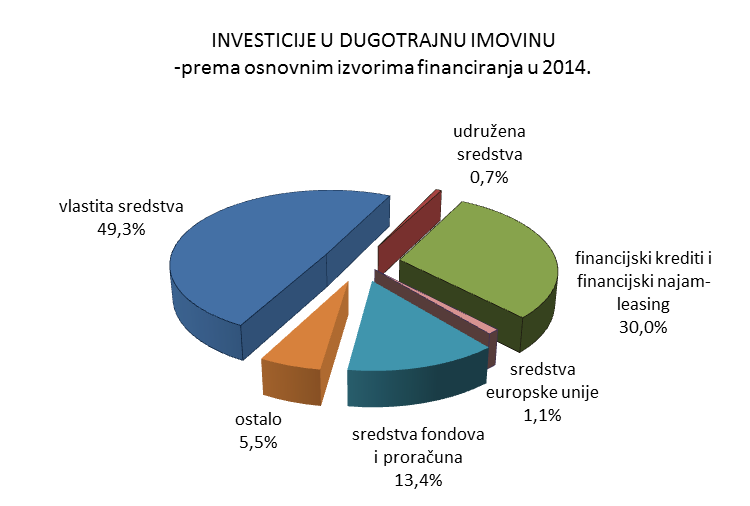 INVESTICIJE U DUGOTRAJNU IMOVINU
-prema osnovnim izvorima financiranja u 2014.
udružena
sredstva
0,7%
vlastita sredstva
49,3%
financijski krediti i
financijski najam-
leasing
30,0%
sredstva
europske unije
1,1%
ostalo
5,5%
sredstva fondova
i proračuna
13,4%